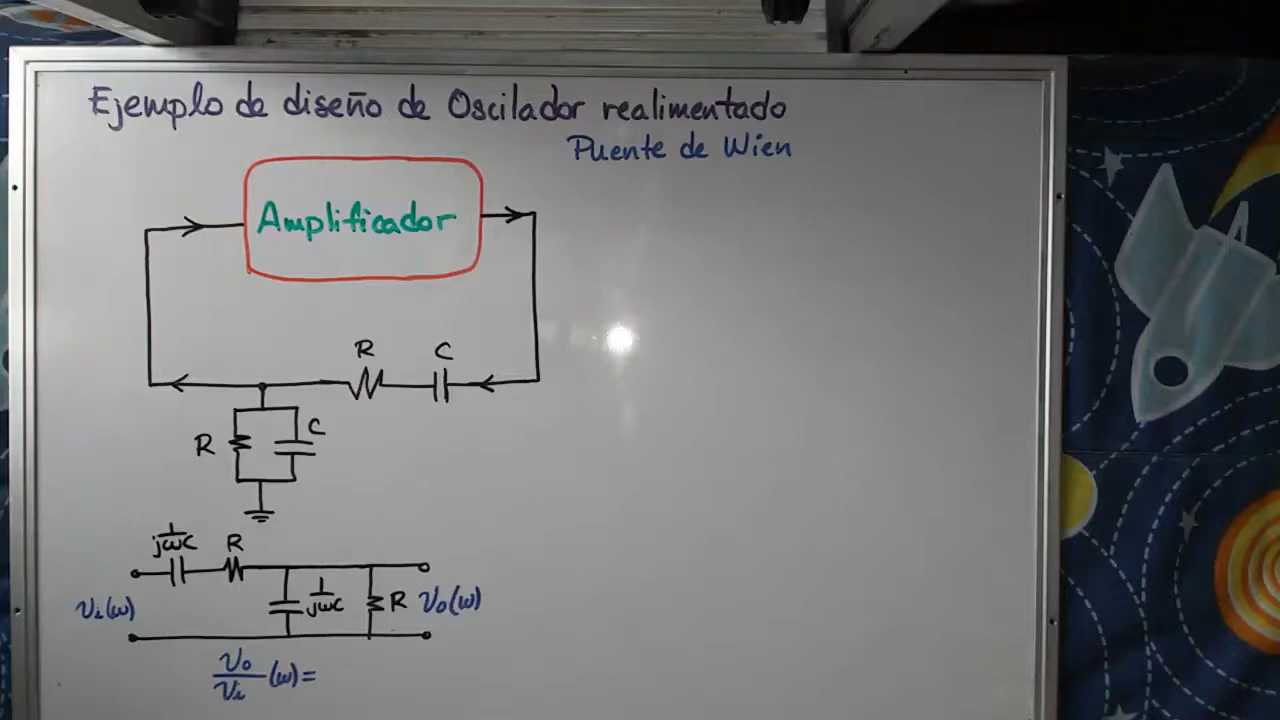 Ejemplo de diseño de Oscilador realimentado
Puente de Wien
Amplificador
R C
R C
1/jωC R
Vi(ω) 1/jωC R Vo(ω)
Vo/Vi (ω) =